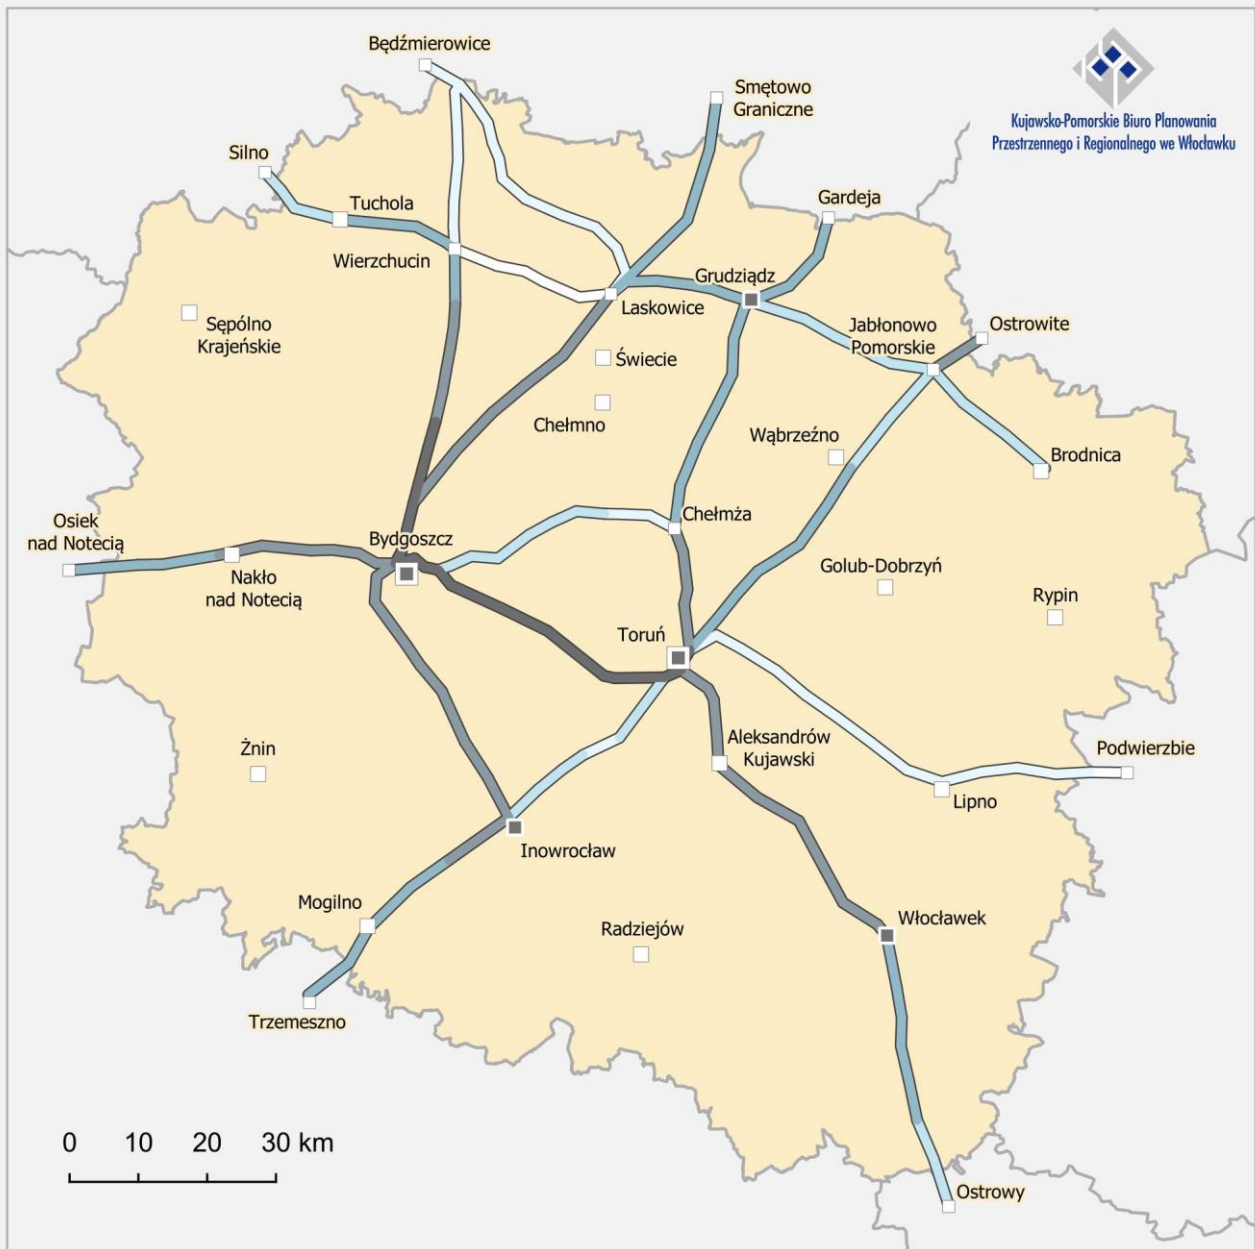 Będźmierowice
Smętowo
Graniczne
Kujawsko-Pomorskie Biuro Planowania
Przestrzennego i Regionalnego we Włocławku
Silno
Tuchola
Gardeja
Wierzchucin
Grudziądz
Laskowice
Jabłonowo
Pomorskie
Ostrowite
Sępólno
Krajeńskie
Świecie
Chełmno
Wąbrzeźno
Brodnica
Osiek
nad Notecią
Chełmża
Bydgoszcz
Nakło
nad Notecią
Golub-Dobrzyń
Rypin
Toruń
Żnin
Aleksandrów
Kujawski
Podwierzbie
Lipno
Inowrocław
Mogilno
Radziejów
Włocławek
Trzemeszno
0 10 20 30 km
Ostrowy